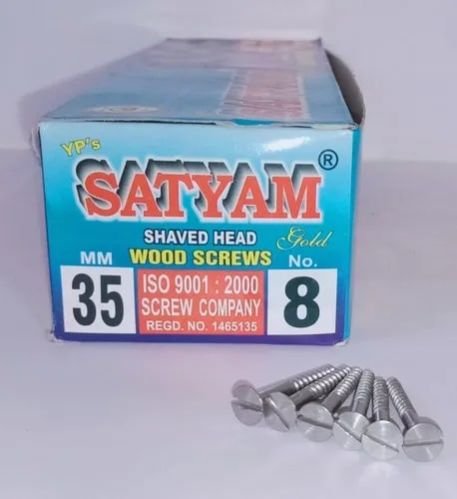 YP's
SATYAM®
SHAVED HEAD Gold
MM WOOD SCREWS No.
35
ISO 9001 : 2000
SCREW COMPANY
REGD. NO. 1465135
8